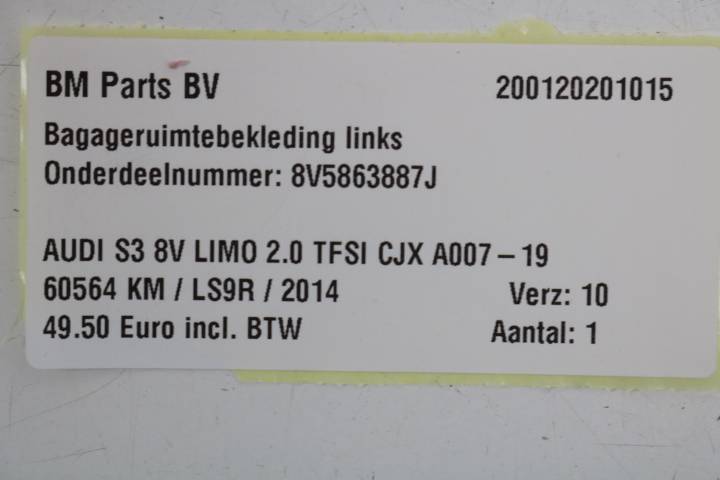 BM Parts BV 200120201015
Bagageruimtebekleding links
Onderdeelnummer: 8V5863887J
AUDI S3 8V LIMO 2.0 TFSI CJX A007 – 19
60564 KM / LS9R / 2014 Verz: 10
49.50 Euro incl. BTW Aantal: 1